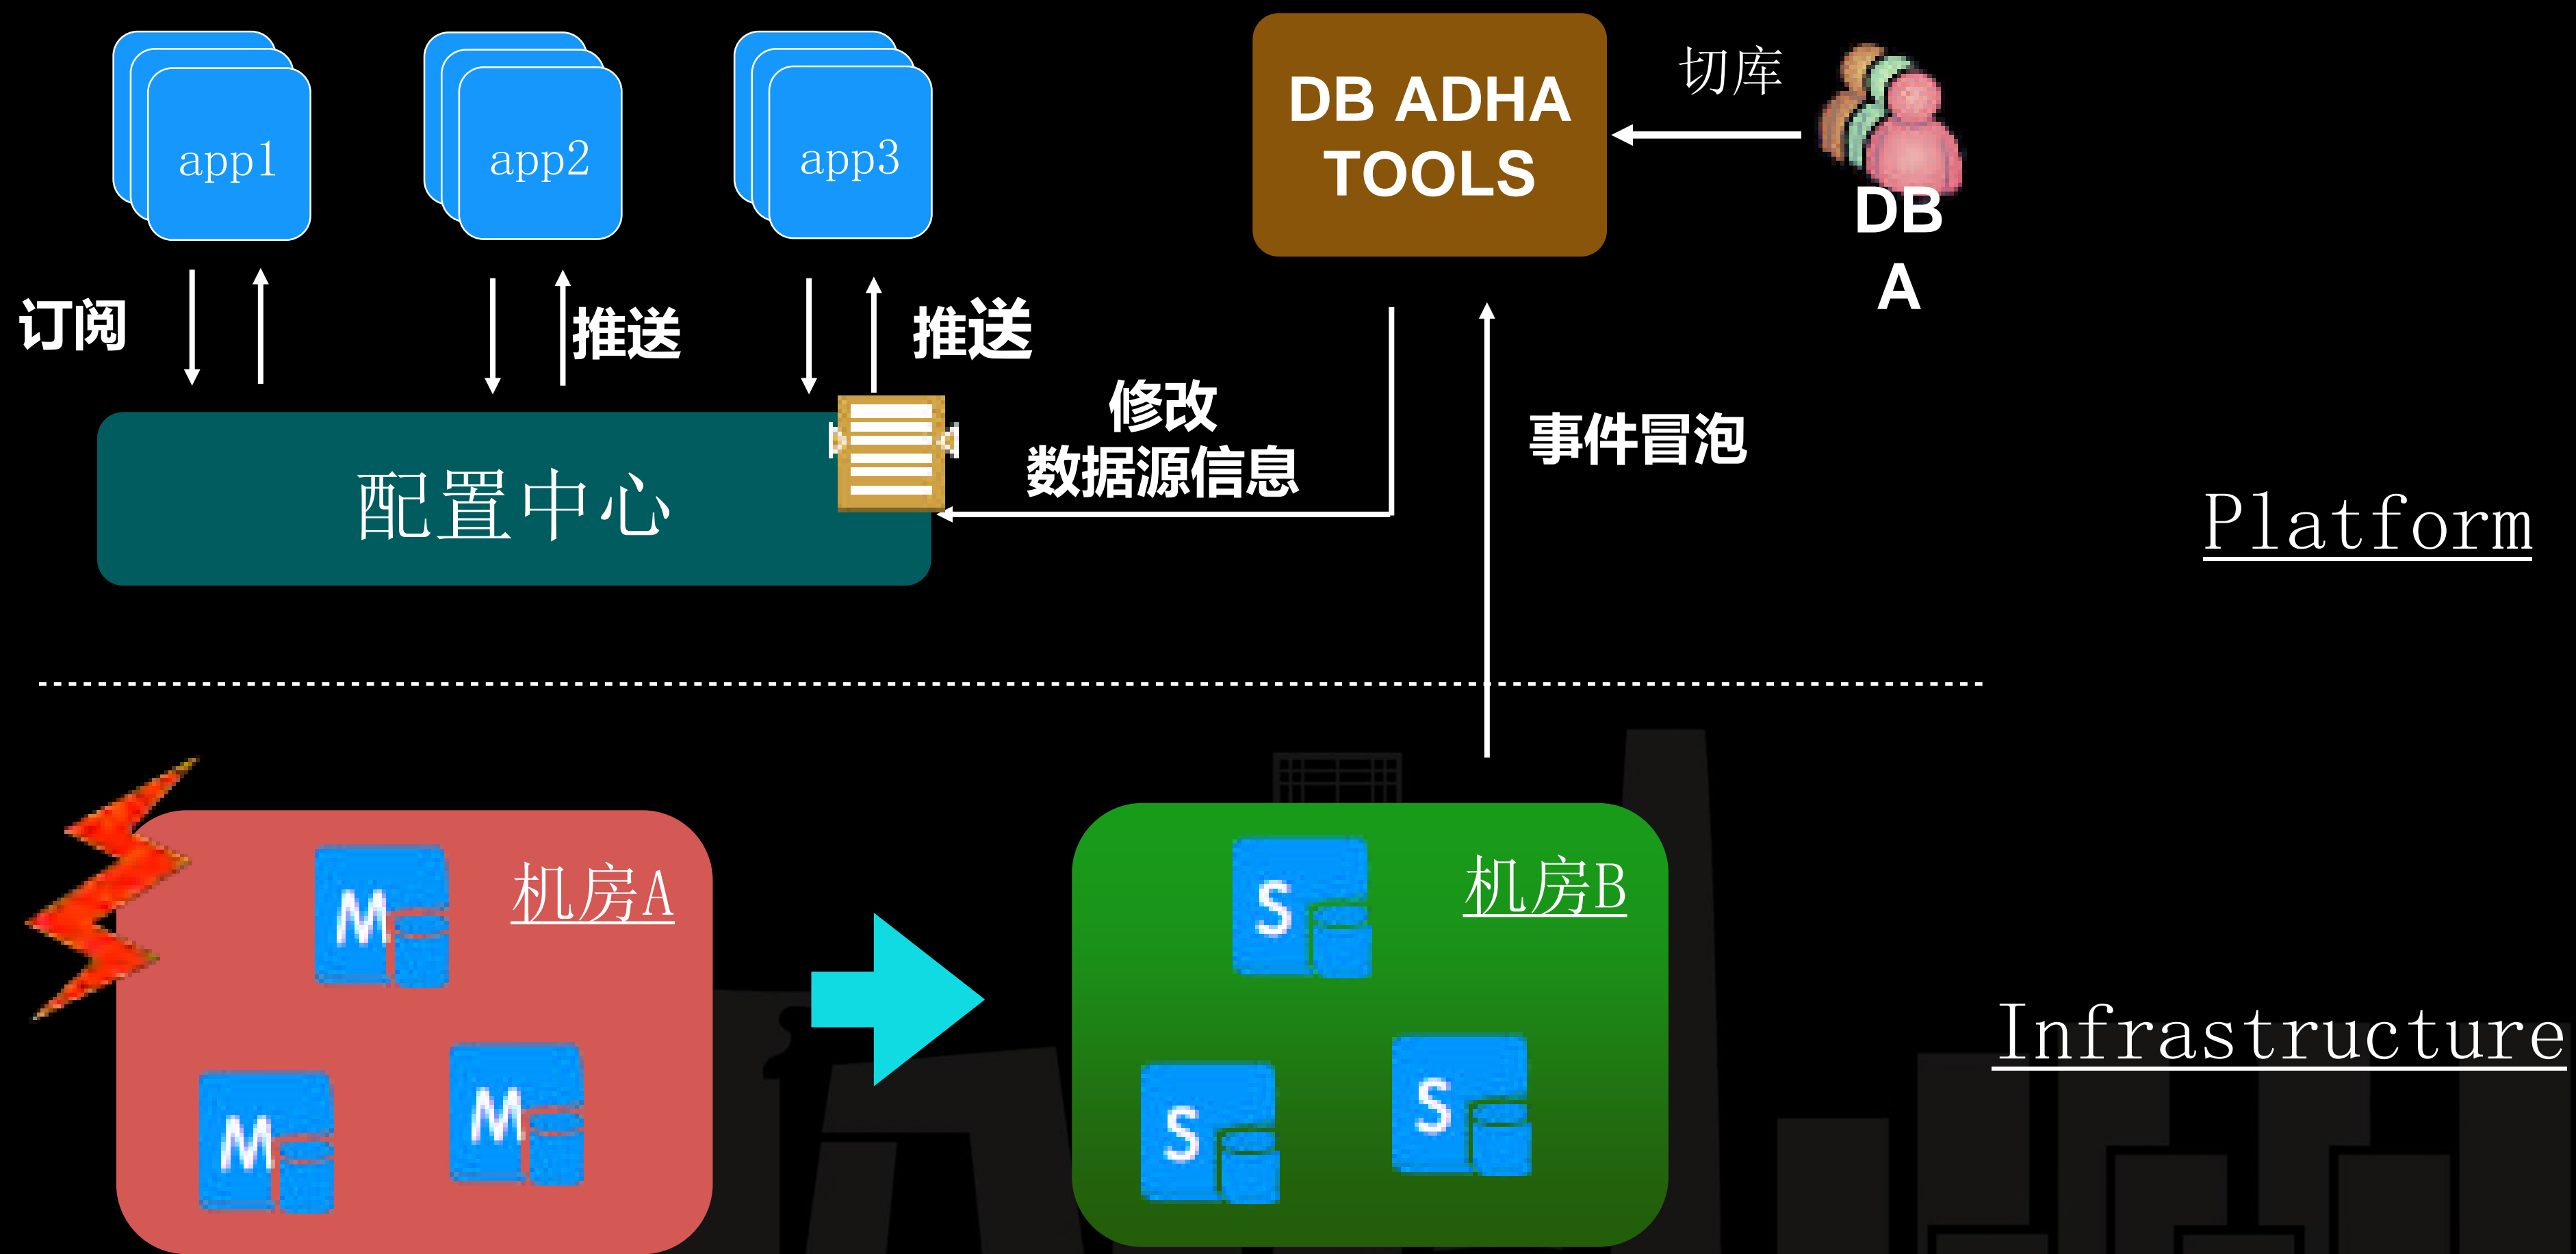 app1
app2
app3
DB ADHA
TOOLS
切库
DB
A
订阅
推送
推送
修改
数据源信息
事件冒泡
配置中心
Platform
机房A
M
M
M
机房B
S
S
S
Infrastructure